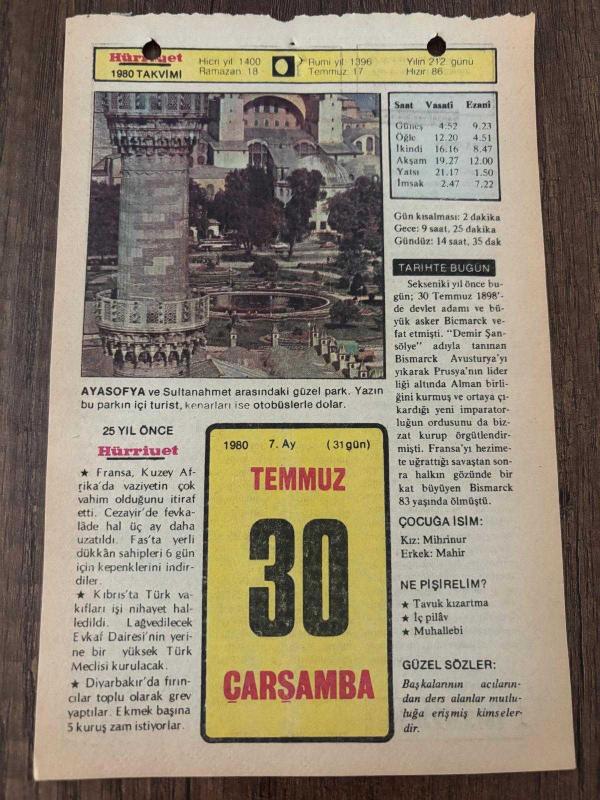 Hürriyet
1980 TAKVİMİ
Hicri yıl 1400
Ramazan 18
Rumi yıl 1396
Temmuz 17
Yılın 212. günü
Hızır 86
Saat Vasati Ezani
Güneş 4.52 9.23
Öğle 12.20 4.51
İkindi 16.16 8.47
Akşam 19.27 12.00
Yatsı 21.17 1.50
İmsak 2.47 7.22
Gün kısalması: 2 dakika
Gece: 9 saat, 25 dakika
Gündüz: 14 saat, 35 dak
AYASOFYA ve Sultanahmet arasındaki güzel park. Yazın
bu parkın içi turist, kenarları ise otobüslerle dolar.
25 YIL ÖNCE
Hürriyet
★ Fransa, Kuzey Af-
rika'da vaziyetin çok
vahim olduğunu itiraf
etti. Cezayir'de fevka-
lâde hal üç ay daha
uzatıldı. Fas'ta yerli
dükkân sahipleri 6 gün
için kepenklerini indir-
diler.
★ Kıbrıs'ta Türk va-
kıfları işi nihayet hal-
ledildi. Lağvedilecek
Evkaf Dairesi'nin yeri-
ne bir yüksek Türk
Meclisi kurulacak.
★ Diyarbakır'da fırın-
cılar toplu olarak grev
yaptılar. Ekmek başına
5 kuruş zam istiyorlar.
1980 7. Ay (31 gün)
TEMMUZ
30
ÇARŞAMBA
TARİHTE BUGÜN
Sekseniki yıl önce bu-
gün; 30 Temmuz 1898'-
de devlet adamı ve bü-
yük asker Bicmarck ve-
fat etmişti. "Demir Şan-
sölye" adıyla tanınan
Bismarck Avusturya'yı
yıkarak Prusya'nın lider
liği altında Alman birli-
ğini kurmuş ve ortaya çı-
kardığı yeni imparator-
luğun ordusunu da biz-
zat kurup örgütlendir-
mişti. Fransa'yı hezime-
te uğrattığı savaştan son-
ra halkın gözünde bir
kat büyüyen Bismarck
83 yaşında ölmüştü.
ÇOCUĞA İSİM:
Kız: Mihrinur
Erkek: Mahir
NE PİŞİRELİM?
★ Tavuk kızartma
★ İç pilâv
★ Muhallebi
GÜZEL SÖZLER:
Başkalarının acıların-
dan ders alanlar mutlu-
luğa erişmiş kimseler-
dir.